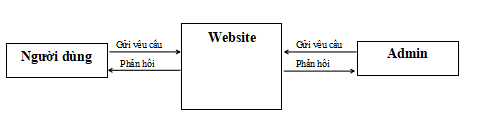 Website
Gửi yêu cầu
Gửi yêu cầu
Người dùng
Admin
Phản hồi
Phản hồi